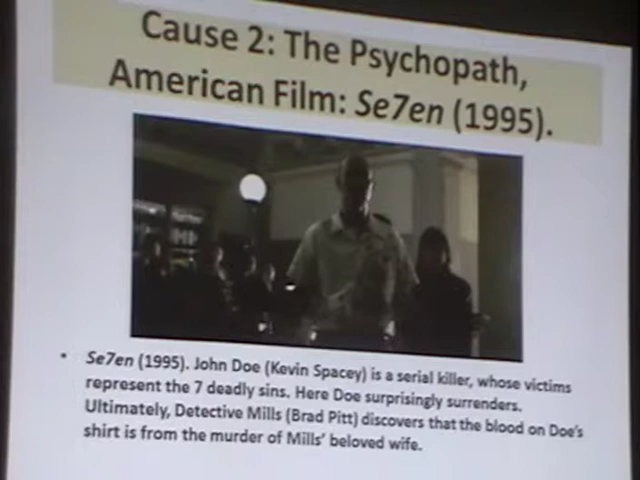 Cause 2: The Psychopath,
American Film: Se7en (1995).
• Se7en (1995). John Doe (Kevin Spacey) is a serial killer, whose victims
represent the 7 deadly sins. Here Doe surprisingly surrenders.
Ultimately, Detective Mills (Brad Pitt) discovers that the blood on Doe's
shirt is from the murder of Mills' beloved wife.